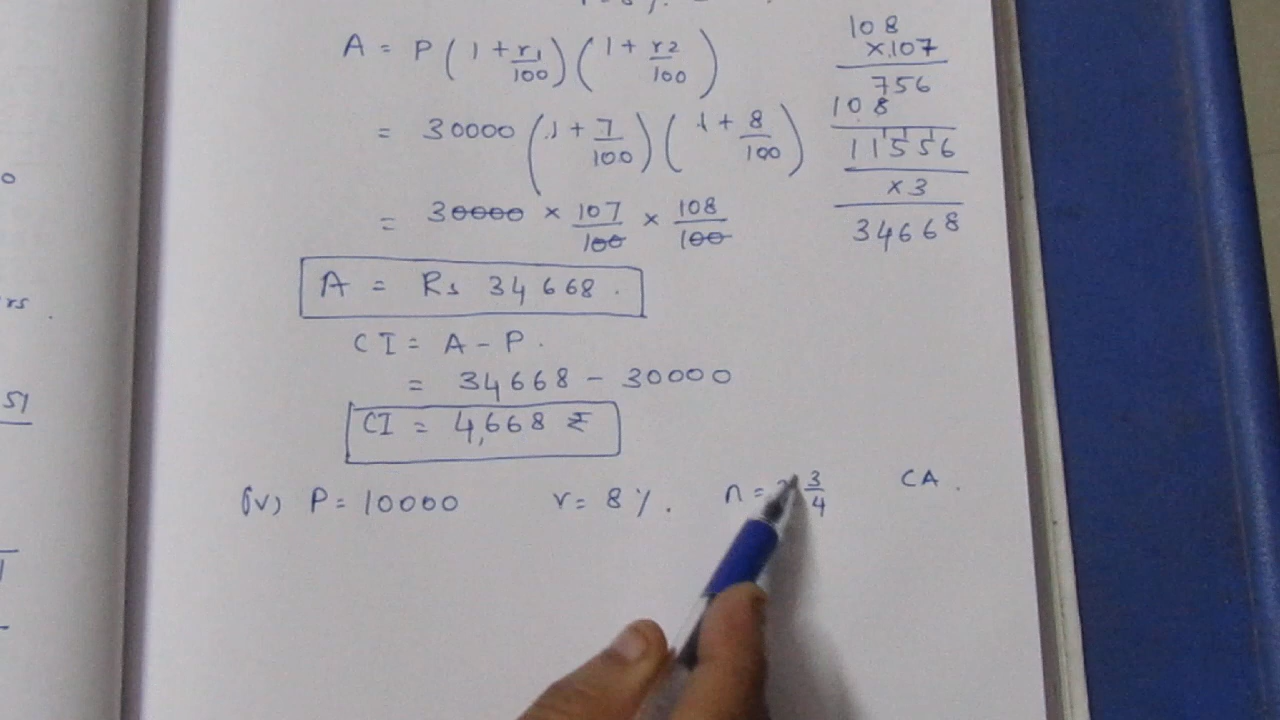 A = P ( 1 + r1/100 ) ( 1 + r2/100 )
= 30000 ( 1 + 7/100 ) ( 1 + 8/100 )
= 30000 × 107/100 × 108/100
A = Rs 34668.
CI = A - P.
= 34668 - 30000
CI = 4,668 ₹
(v) P = 10000 r = 8 %. n = 3/4 CA.
108
×107
756
108
11556
×3
34668
rs.
51